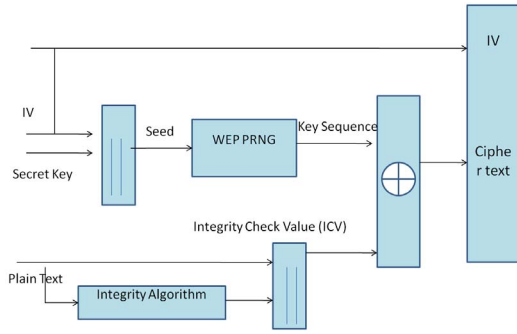 IV
IV
Seed
WEP PRNG
Key Sequence
Secret Key
Ciphe
r text
Integrity Check Value (ICV)
Plain Text
Integrity Algorithm